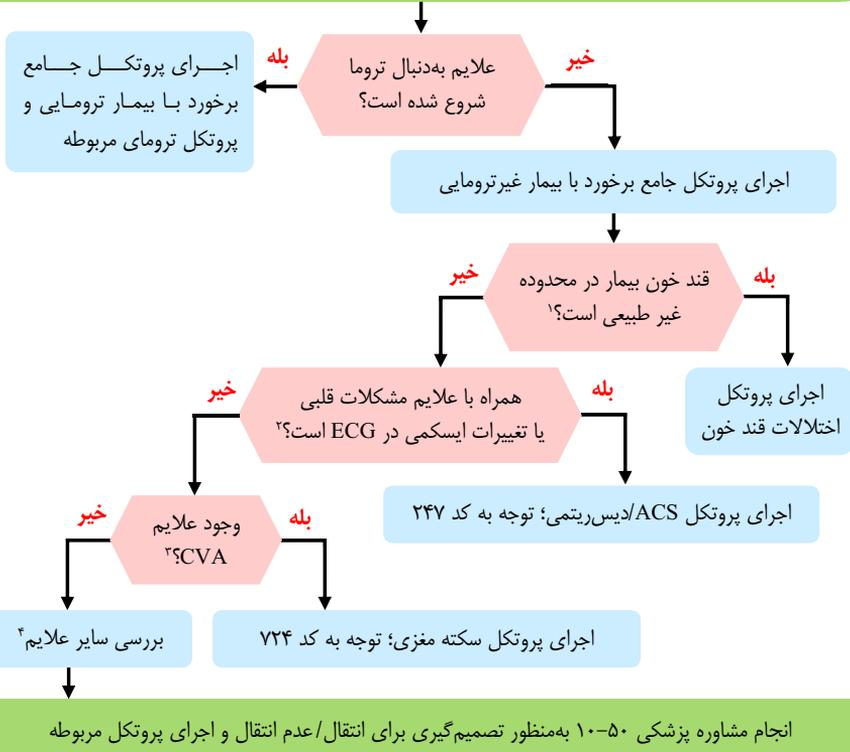 علایم به‌دنبال تروما
شروع شده است؟
بله
خیر
اجرای پروتکل جامع
برخورد با بیمار ترومایی و
پروتکل ترومای مربوطه
اجرای پروتکل جامع برخورد با بیمار غیرترومایی
قند خون بیمار در محدوده
غیر طبیعی است؟۱
بله
خیر
اجرای پروتکل
اختلالات قند خون
همراه با علایم مشکلات قلبی
یا تغییرات ایسکمی در ECG است؟۲
بله
خیر
اجرای پروتکل ACS/دیس‌ریتمی؛ توجه به کد ۲۴۷
وجود علایم
CVA؟۳
بله
خیر
اجرای پروتکل سکته مغزی؛ توجه به کد ۷۲۴
بررسی سایر علایم۴
انجام مشاوره پزشکی ۵۰-۱۰ به‌منظور تصمیم‌گیری برای انتقال/عدم انتقال و اجرای پروتکل مربوطه